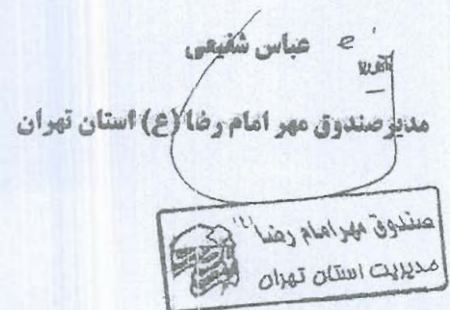 عباس شفیعی
مدیر صندوق مهر امام رضا (ع) استان تهران
صندوق مهر امام رضا (ع)
مدیریت استان تهران